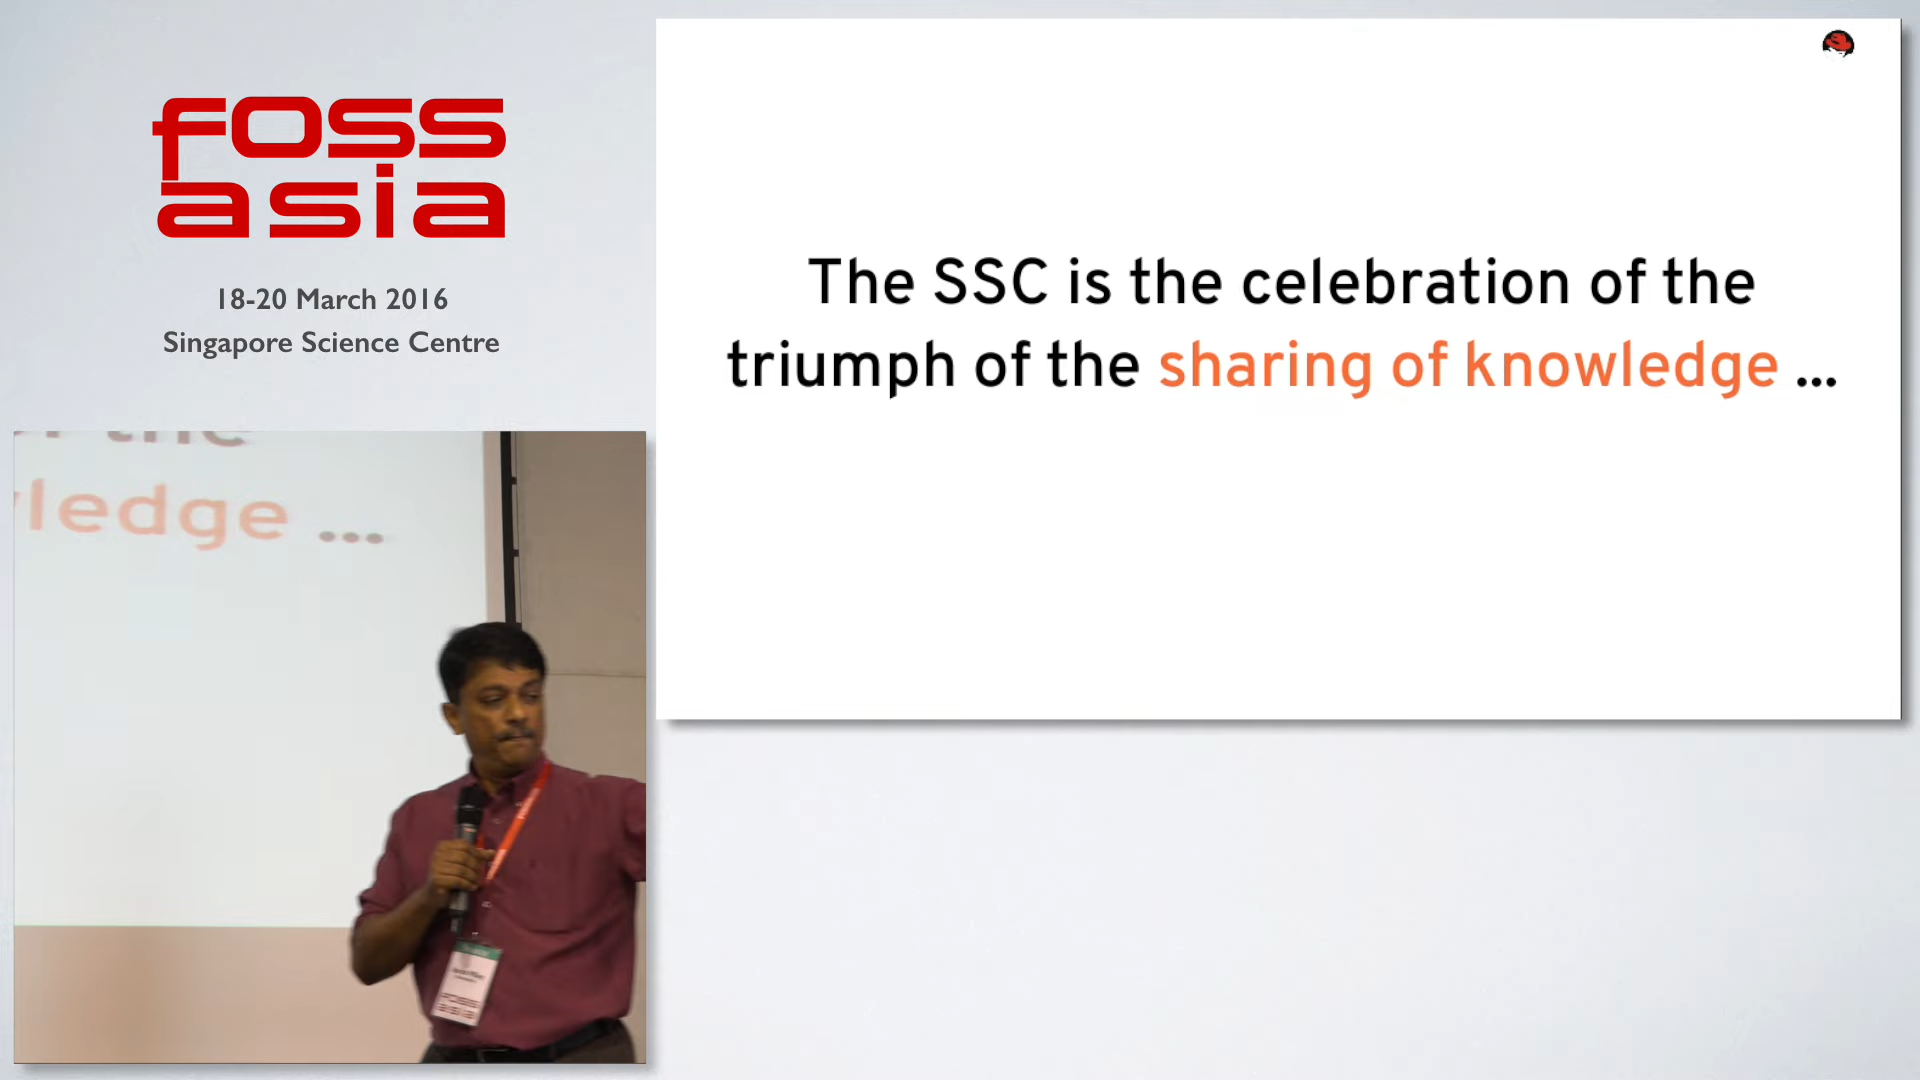 foss
asia
18-20 March 2016
Singapore Science Centre
The SSC is the celebration of the
triumph of the sharing of knowledge ...
the
ledge ...